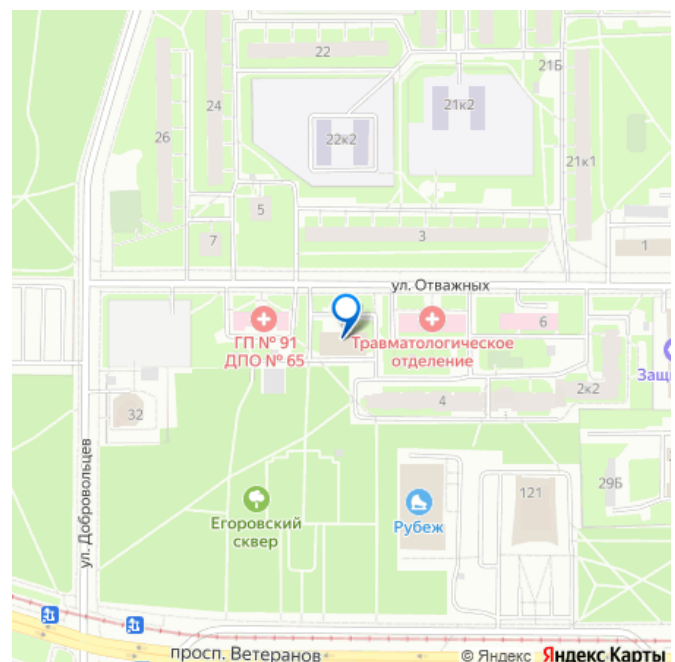 22
21Б
24
21к2
26
22к2
21к1
5
3
7
1
ул. Отважных
ГП № 91
ДПО № 65
Травматологическое
отделение
6
Защи
2к2
4
32
ул. Добровольцев
29Б
121
Рубеж
Егоровский
сквер
просп. Ветеранов
© Яндекс Яндекс Карты